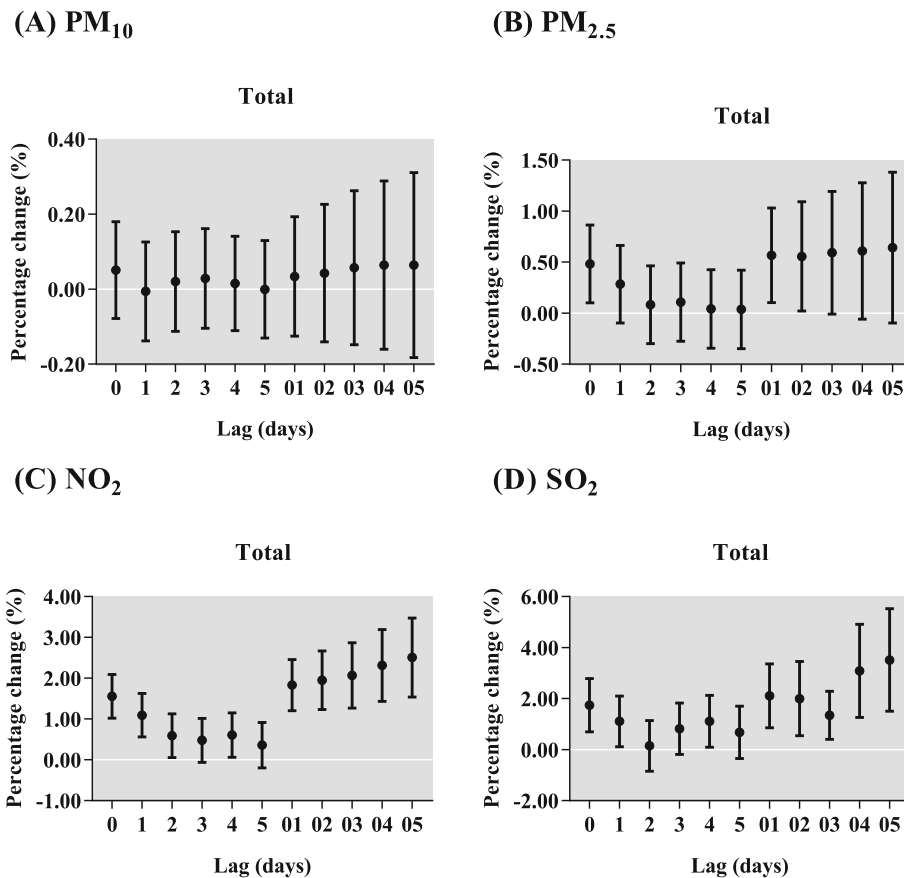 (A) PM10
Total
Percentage change (%)
0.40
0.20
0.00
-0.20
0 1 2 3 4 5 01 02 03 04 05
Lag (days)
(B) PM2.5
Total
Percentage change (%)
1.50
1.00
0.50
0.00
-0.50
0 1 2 3 4 5 01 02 03 04 05
Lag (days)
(C) NO2
Total
Percentage change (%)
4.00
3.00
2.00
1.00
0.00
-1.00
0 1 2 3 4 5 01 02 03 04 05
Lag (days)
(D) SO2
Total
Percentage change (%)
6.00
4.00
2.00
0.00
-2.00
0 1 2 3 4 5 01 02 03 04 05
Lag (days)